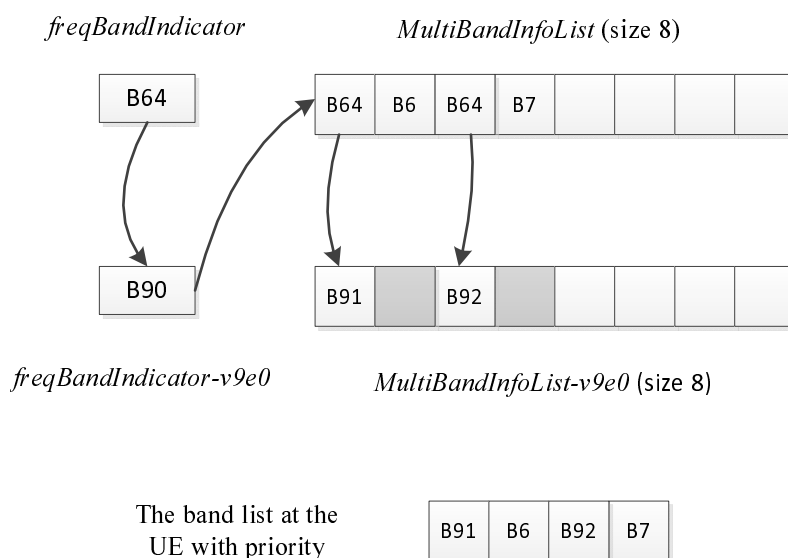 freqBandIndicator MultiBandInfoList (size 8)
B64 B64 B6 B64 B7
B90 B91 B92
freqBandIndicator-v9e0 MultiBandInfoList-v9e0 (size 8)
The band list at the
UE with priority
B91 B6 B92 B7